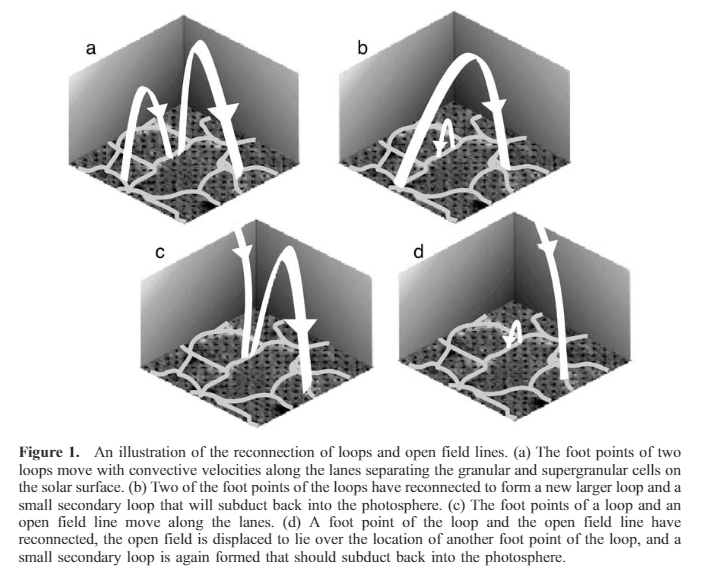 a
b
c
d
Figure 1. An illustration of the reconnection of loops and open field lines. (a) The foot points of two
loops move with convective velocities along the lanes separating the granular and supergranular cells on
the solar surface. (b) Two of the foot points of the loops have reconnected to form a new larger loop and a
small secondary loop that will subduct back into the photosphere. (c) The foot points of a loop and an
open field line move along the lanes. (d) A foot point of the loop and the open field line have
reconnected, the open field is displaced to lie over the location of another foot point of the loop, and a
small secondary loop is again formed that should subduct back into the photosphere.